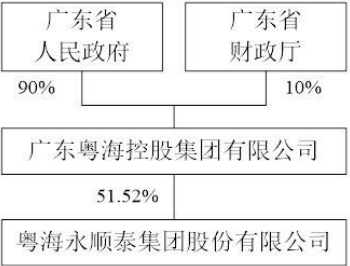 广东省
人民政府
广东省
财政厅
90%
10%
广东粤海控股集团有限公司
51.52%
粤海永顺泰集团股份有限公司